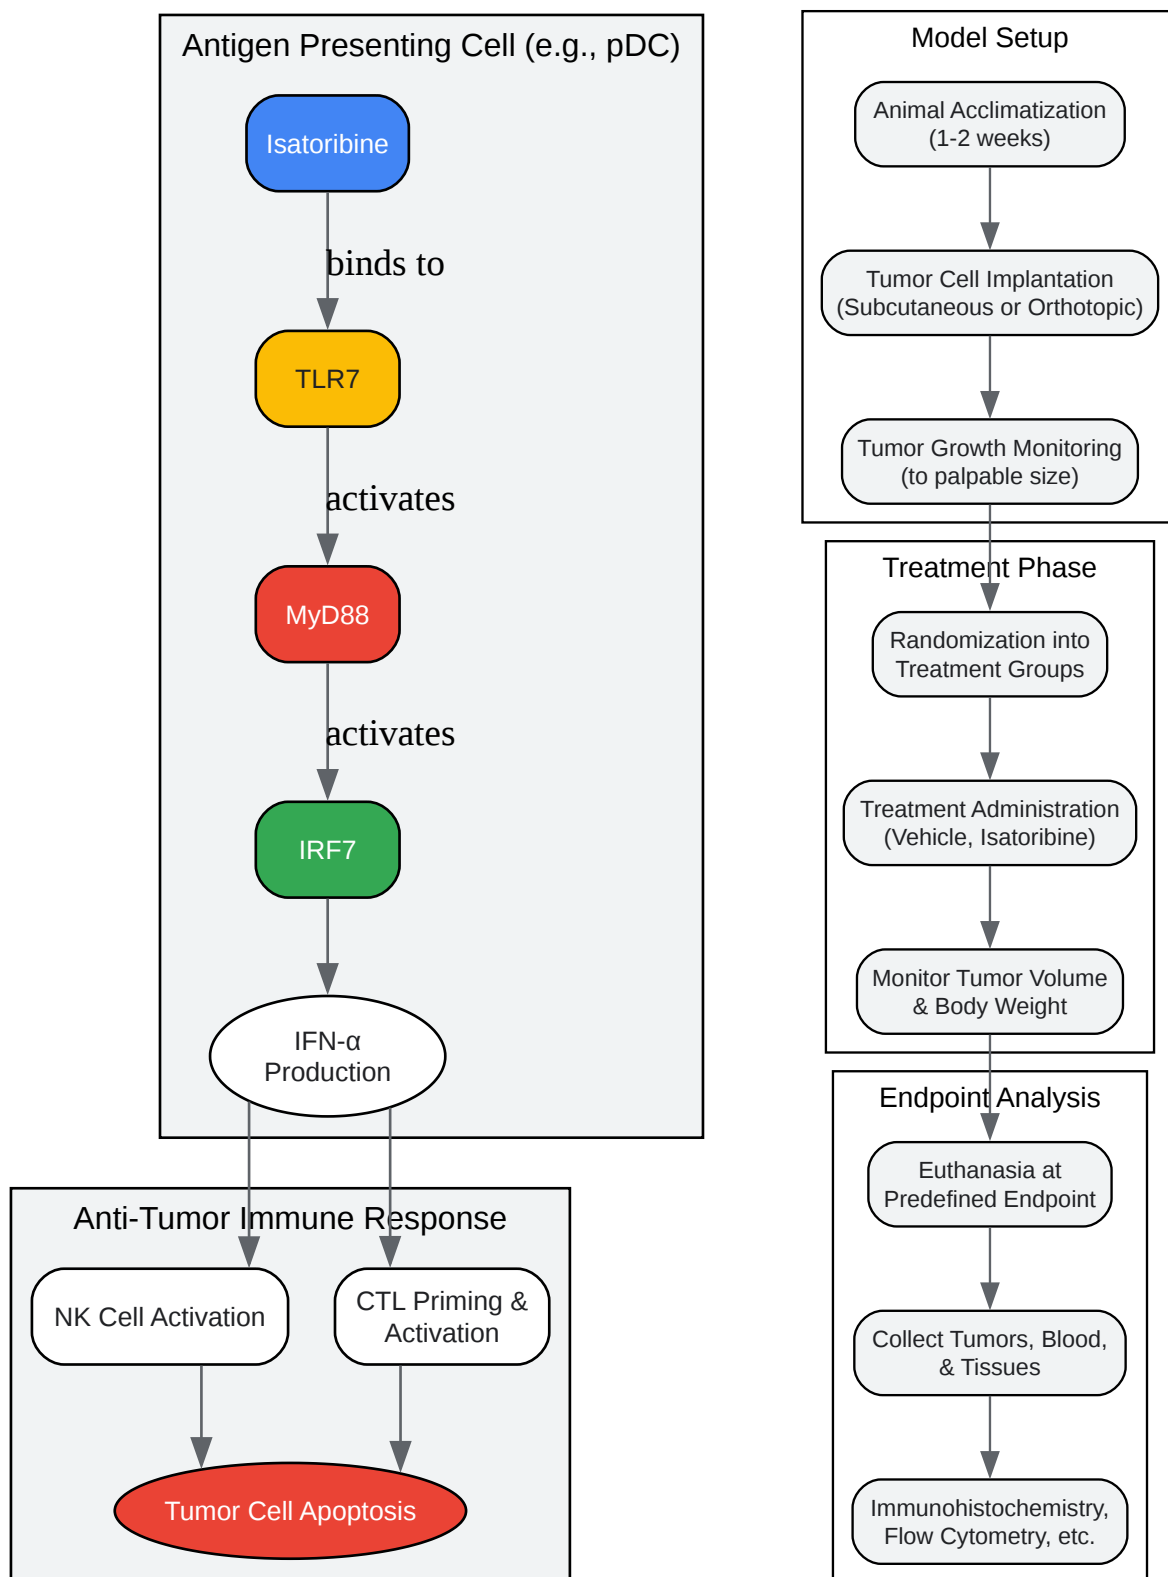 Antigen Presenting Cell (e.g., pDC)
Isatoribine
binds to
TLR7
activates
MyD88
activates
IRF7
IFN-α
Production
Anti-Tumor Immune Response
NK Cell Activation
CTL Priming &
Activation
Tumor Cell Apoptosis
Model Setup
Animal Acclimatization
(1-2 weeks)
Tumor Cell Implantation
(Subcutaneous or Orthotopic)
Tumor Growth Monitoring
(to palpable size)
Treatment Phase
Randomization into
Treatment Groups
Treatment Administration
(Vehicle, Isatoribine)
Monitor Tumor Volume
& Body Weight
Endpoint Analysis
Euthanasia at
Predefined Endpoint
Collect Tumors, Blood,
& Tissues
Immunohistochemistry,
Flow Cytometry, etc.